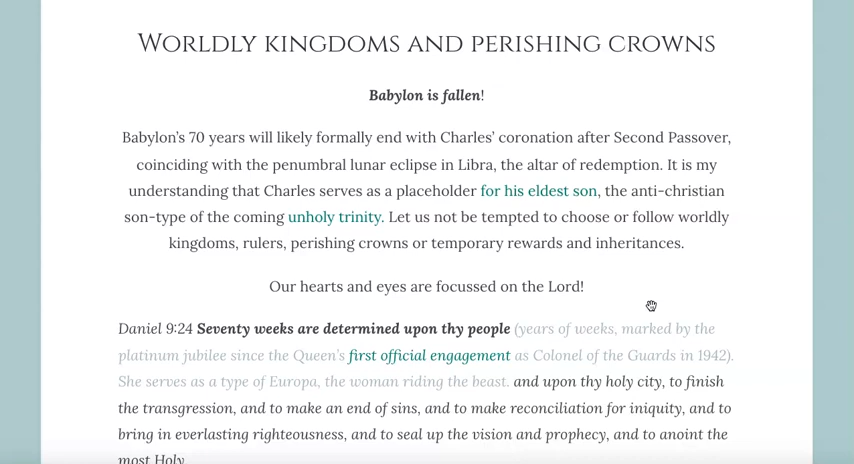 Worldly kingdoms and perishing crowns
Babylon is fallen!
Babylon's 70 years will likely formally end with Charles' coronation after Second Passover,
coinciding with the penumbral lunar eclipse in Libra, the altar of redemption. It is my
understanding that Charles serves as a placeholder for his eldest son, the anti-christian
son-type of the coming unholy trinity. Let us not be tempted to choose or follow worldly
kingdoms, rulers, perishing crowns or temporary rewards and inheritances.
Our hearts and eyes are focussed on the Lord!
Daniel 9:24 Seventy weeks are determined upon thy people (years of weeks, marked by the
platinum jubilee since the Queen's first official engagement as Colonel of the Guards in 1942).
She serves as a type of Europa, the woman riding the beast. and upon thy holy city, to finish
the transgression, and to make an end of sins, and to make reconciliation for iniquity, and to
bring in everlasting righteousness, and to seal up the vision and prophecy, and to anoint the
most Holy.